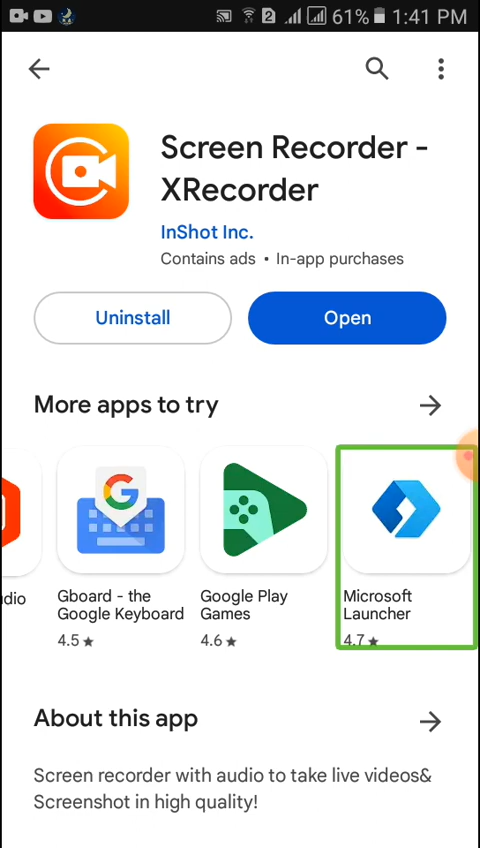 2 61% 1:41 PM
Screen Recorder -
XRecorder
InShot Inc.
Contains ads • In-app purchases
Uninstall
Open
More apps to try
dio
Gboard - the
Google Keyboard
4.5 ★
Google Play
Games
4.6 ★
Microsoft
Launcher
4.7 ★
About this app
Screen recorder with audio to take live videos&
Screenshot in high quality!